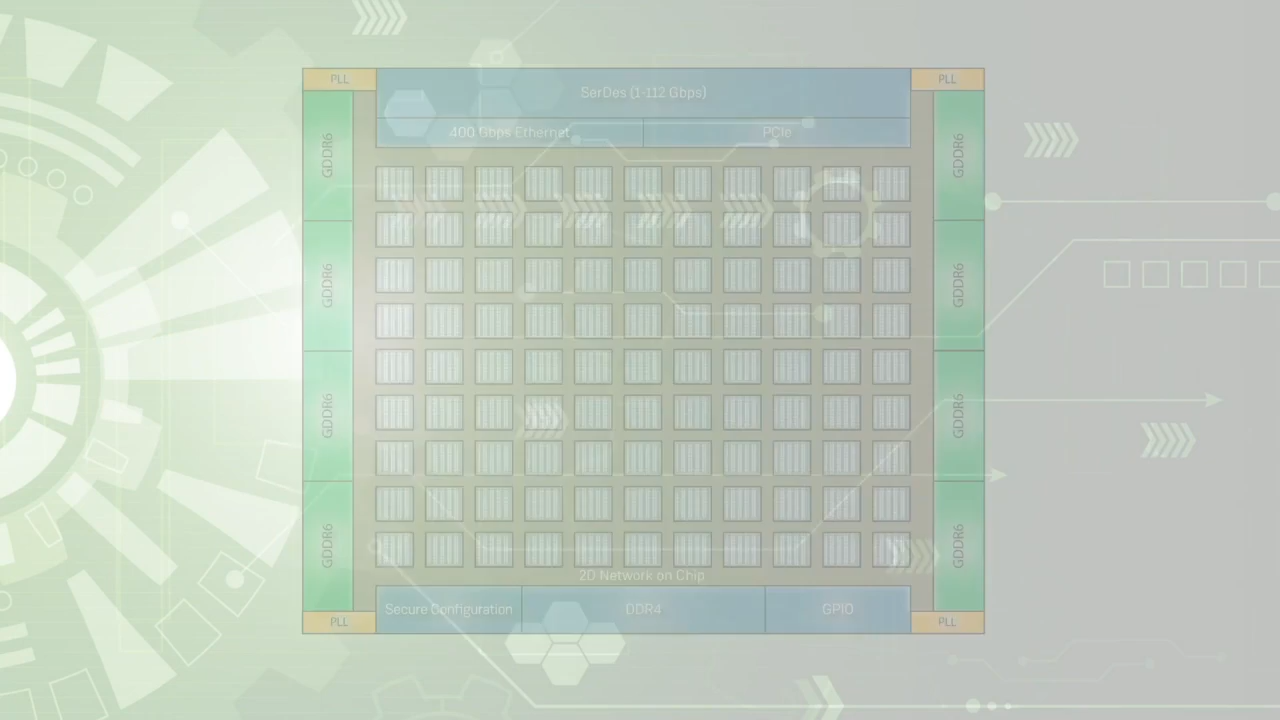 PLL
SerDes (1-112 Gbps)
PLL
400 Gbps Ethernet
PCIe
GDDR6
GDDR6
GDDR6
GDDR6
GDDR6
GDDR6
GDDR6
GDDR6
2D Network on Chip
Secure Configuration
DDR4
GPIO
PLL
PLL